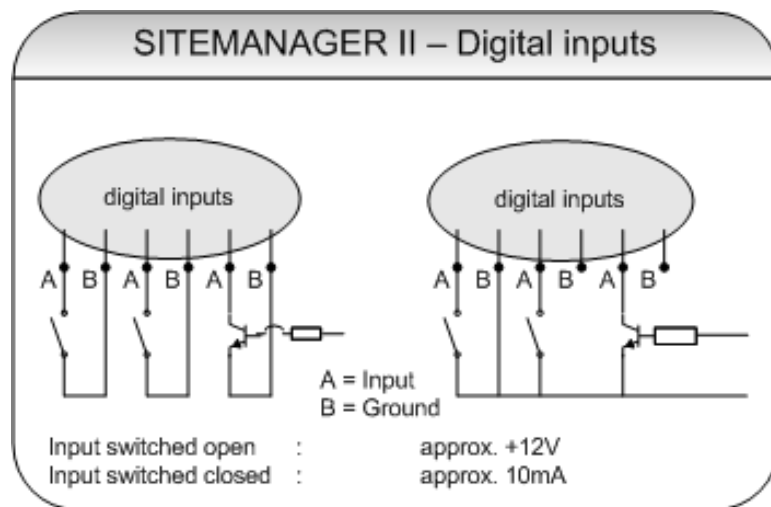 SITEMANAGER II – Digital inputs
digital inputs
digital inputs
A B A B A B
A B A B A B
A = Input
B = Ground
Input switched open : approx. +12V
Input switched closed : approx. 10mA